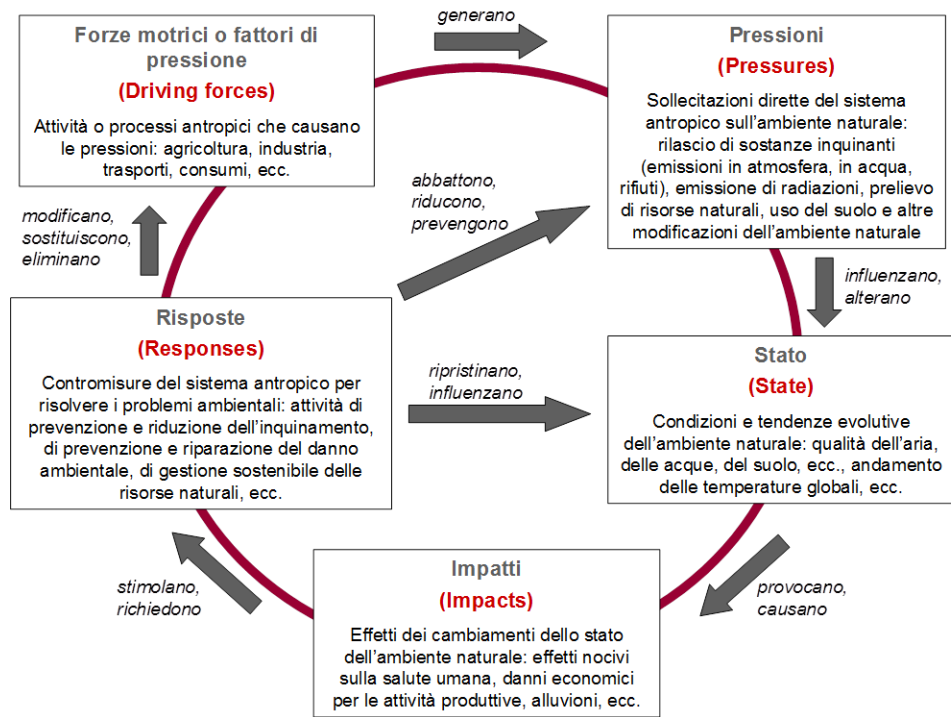 Forze motrici o fattori di
pressione
(Driving forces)
Attività o processi antropici che causano
le pressioni: agricoltura, industria,
trasporti, consumi, ecc.
generano
Pressioni
(Pressures)
Sollecitazioni dirette del sistema
antropico sull’ambiente naturale:
rilascio di sostanze inquinanti
(emissioni in atmosfera, in acqua,
rifiuti), emissione di radiazioni, prelievo
di risorse naturali, uso del suolo e altre
modificazioni dell’ambiente naturale
modificano,
sostituiscono,
eliminano
abbattono,
riducono,
prevengono
influenzano,
alterano
Risposte
(Responses)
Contromisure del sistema antropico per
risolvere i problemi ambientali: attività di
prevenzione e riduzione dell’inquinamento,
di prevenzione e riparazione del danno
ambientale, di gestione sostenibile delle
risorse naturali, ecc.
ripristinano,
influenzano
Stato
(State)
Condizioni e tendenze evolutive
dell’ambiente naturale: qualità dell’aria,
delle acque, del suolo, ecc., andamento
delle temperature globali, ecc.
stimolano,
richiedono
Impatti
(Impacts)
Effetti dei cambiamenti dello stato
dell’ambiente naturale: effetti nocivi
sulla salute umana, danni economici
per le attività produttive, alluvioni, ecc.
provocano,
causano